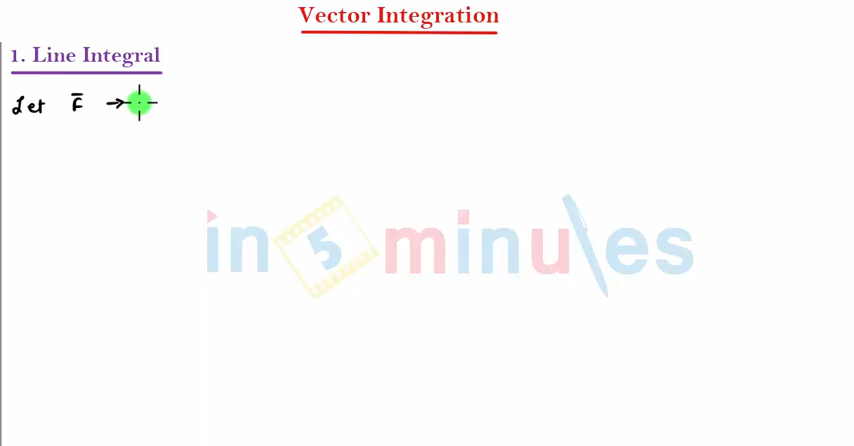 Vector Integration
1. Line Integral
Let F̄ →
in 5 minutes